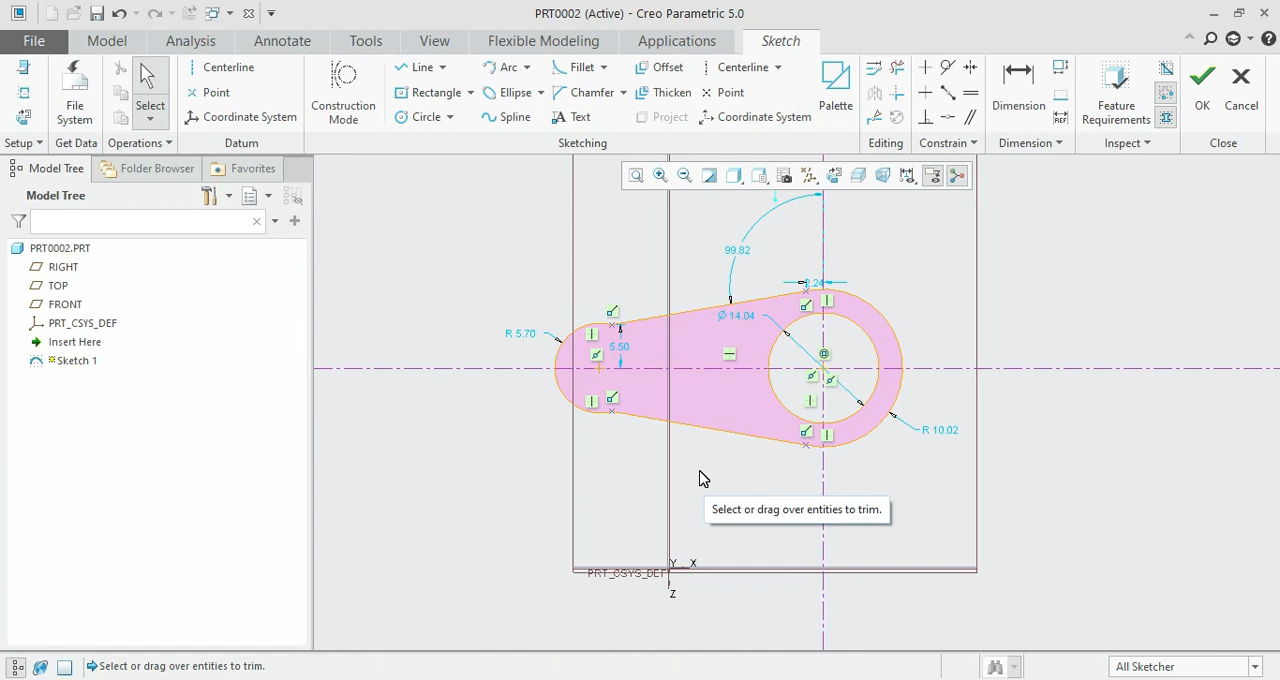 PRT0002 (Active) - Creo Parametric 5.0
File Model Analysis Annotate Tools View Flexible Modeling Applications Sketch
Centerline Line Arc Fillet Offset Centerline
Point Rectangle Ellipse Chamfer Thicken Point
Coordinate System Circle Spline Text Project Coordinate System
File System
Select
Construction Mode
Palette
Dimension
Feature Requirements
OK Cancel
Setup Get Data Operations Datum Sketching Editing Constrain Dimension Inspect Close
Model Tree Folder Browser Favorites
Model Tree
PRT0002.PRT
RIGHT
TOP
FRONT
PRT_CSYS_DEF
Insert Here
Sketch 1
99.82
2.24
Ø 14.04
R 5.70
5.50
R 10.02
Select or drag over entities to trim.
Y X
PRT_CSYS_DEF
Z
Select or drag over entities to trim.
All Sketcher